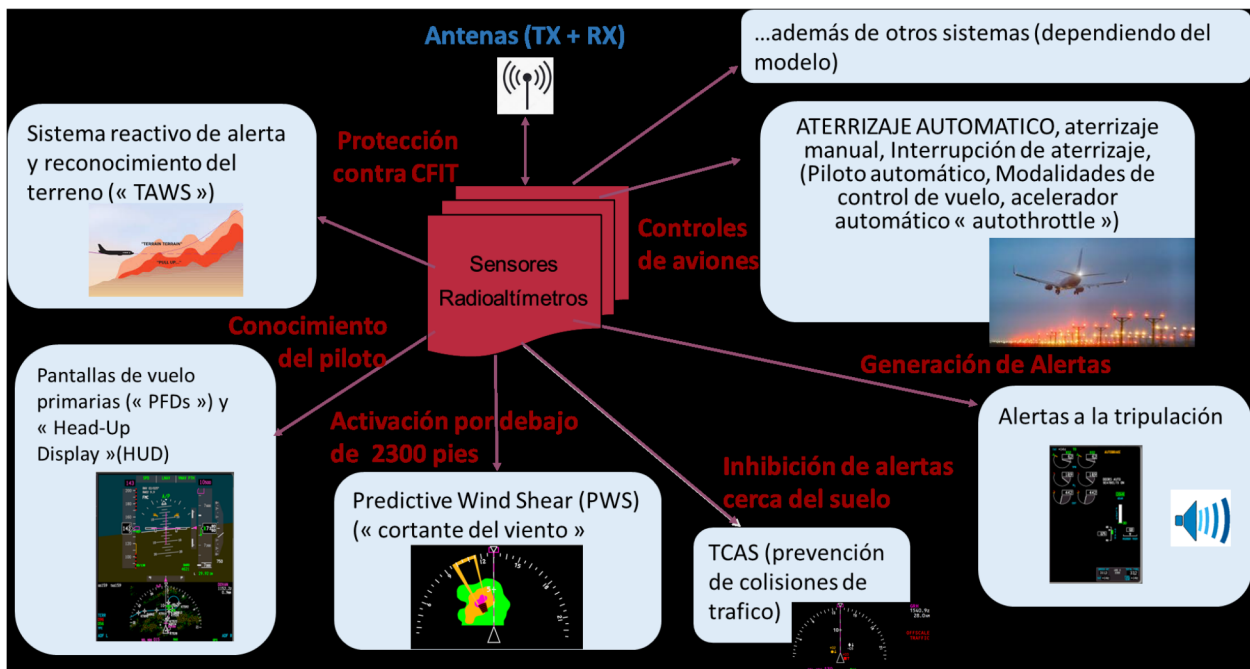 Antenas (TX + RX)
...además de otros sistemas (dependiendo del
modelo)
Sistema reactivo de alerta
y reconocimiento del
terreno (« TAWS »)
"TERRAIN TERRAIN"
"PULL UP..."
Protección
contra CFIT
ATERRIZAJE AUTOMATICO, aterrizaje
manual, Interrupción de aterrizaje,
(Piloto automático, Modalidades de
control de vuelo, acelerador
automático « autothrottle »)
Controles
de aviones
Sensores
Radioaltímetros
Conocimiento
del piloto
Generación de Alertas
Pantallas de vuelo
primarias (« PFDs ») y
« Head-Up
Display »(HUD)
Activación por debajo
de 2300 pies
Alertas a la tripulación
Inhibición de alertas
cerca del suelo
Predictive Wind Shear (PWS)
(« cortante del viento »
TCAS (prevención
de colisiones de
trafico)